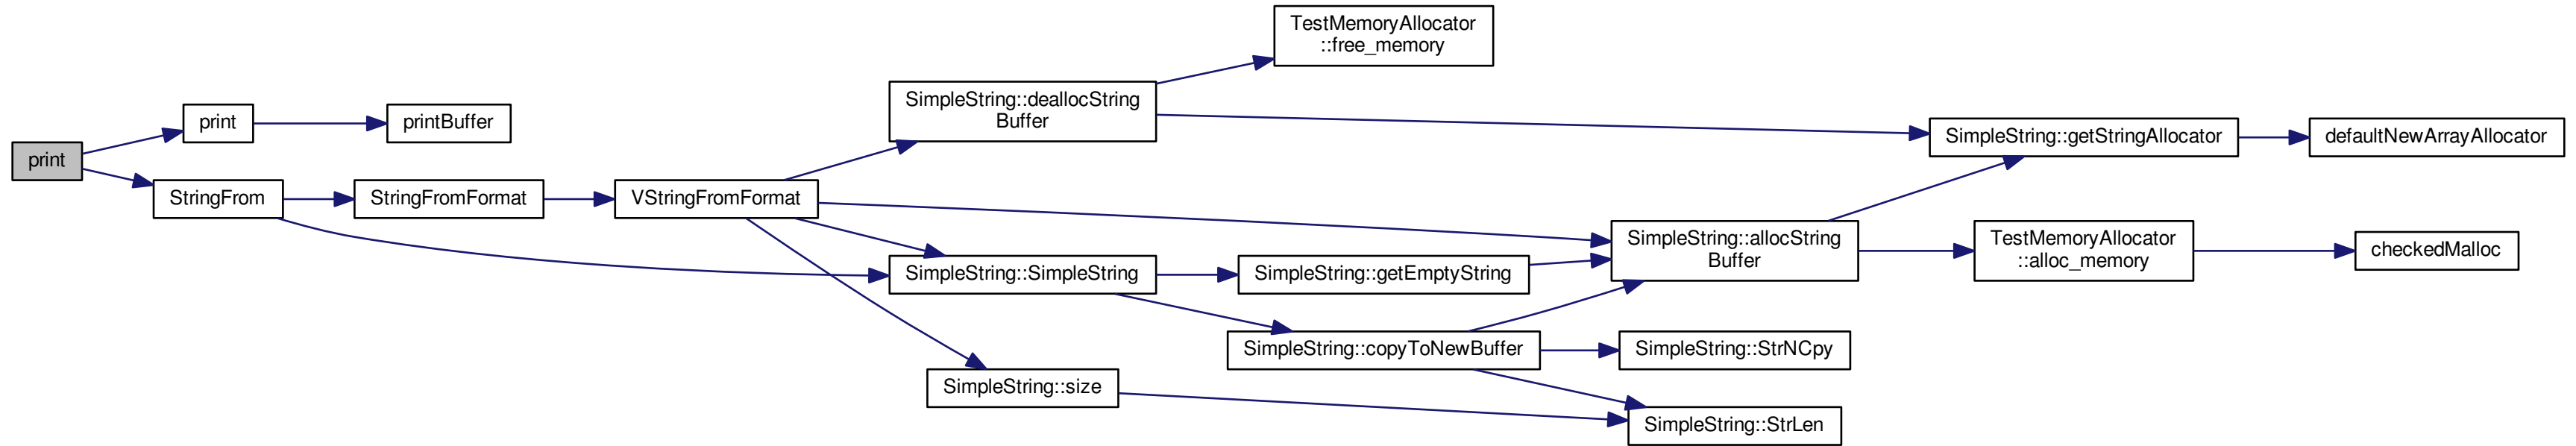 print
print
printBuffer
StringFrom
StringFromFormat
VStringFromFormat
SimpleString::deallocString
Buffer
TestMemoryAllocator
::free_memory
SimpleString::SimpleString
SimpleString::getEmptyString
SimpleString::copyToNewBuffer
SimpleString::size
SimpleString::allocString
Buffer
SimpleString::StrNCpy
SimpleString::StrLen
SimpleString::getStringAllocator
defaultNewArrayAllocator
TestMemoryAllocator
::alloc_memory
checkedMalloc